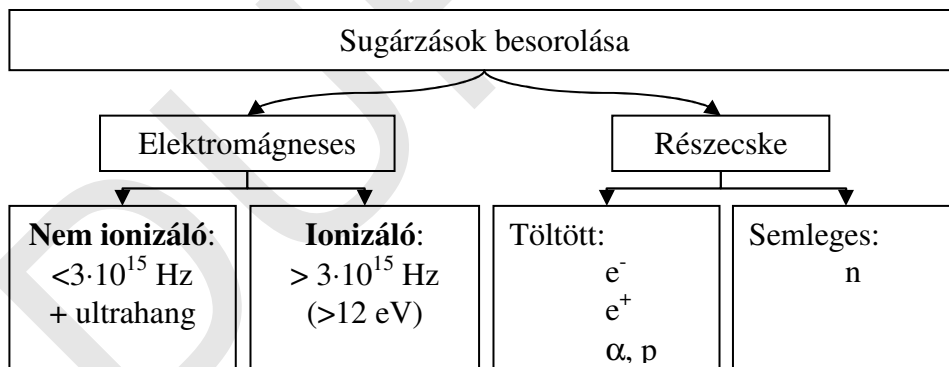 Sugárzások besorolása
Elektromágneses
Részecske
Nem ionizáló:
<3·10^15 Hz
+ ultrahang
Ionizáló:
> 3·10^15 Hz
(>12 eV)
Töltött:
e^-
e^+
α, p
Semleges:
n